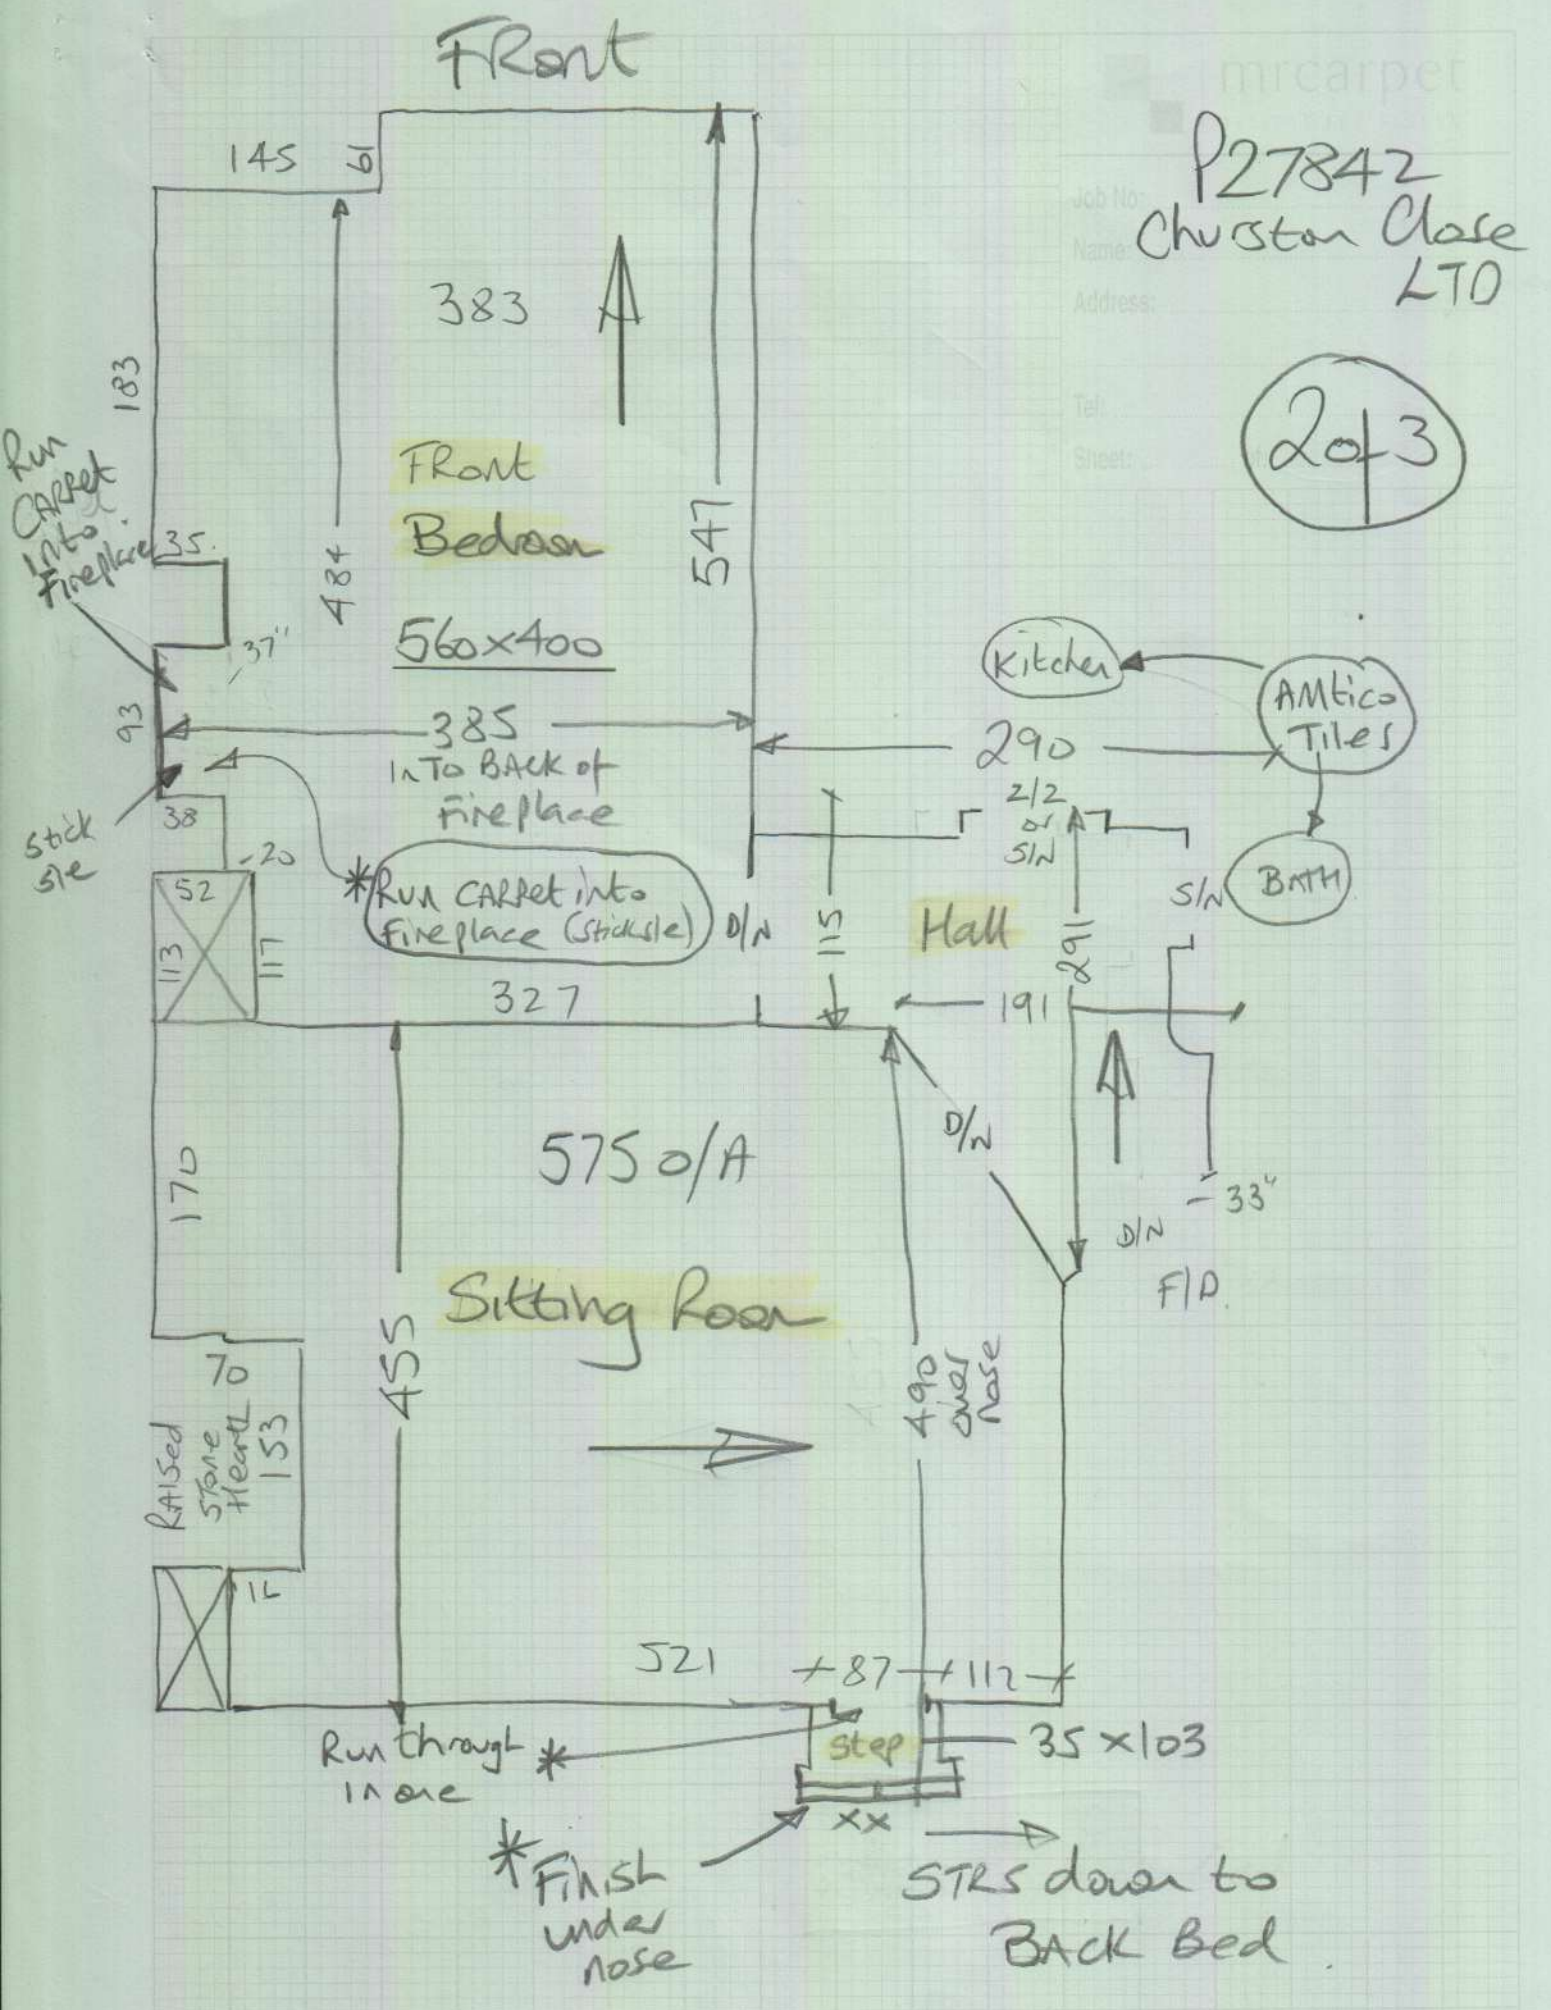 FRont
mrcarpet
P27842
Churston Close
LTD
Job No:
Name:
Address:
Tel:
Sheet:
2of3
145
61
383
183
Run
CARPet
Into
Fireplace
35
484
FRont
Bedroom
547
37"
560x400
93
385
InTo BACK of
Fireplace
38
Stick
sle
20
52
113
117
*Run CARPet into
Fireplace (sticksle)
327
D/N
115
Kitchen
AMtico
Tiles
BATH
290
2/2
or
S/N
S/N
Hall
291
191
D/N
33"
D/N
F/D
170
575 o/A
Sitting Room
455
490
over
nose
70
RAISed
STone
Hearth
153
16
521
87
112
Run through
In one
*
Step
35 x103
xx
*Finish
under
nose
STRS down to
BACK Bed